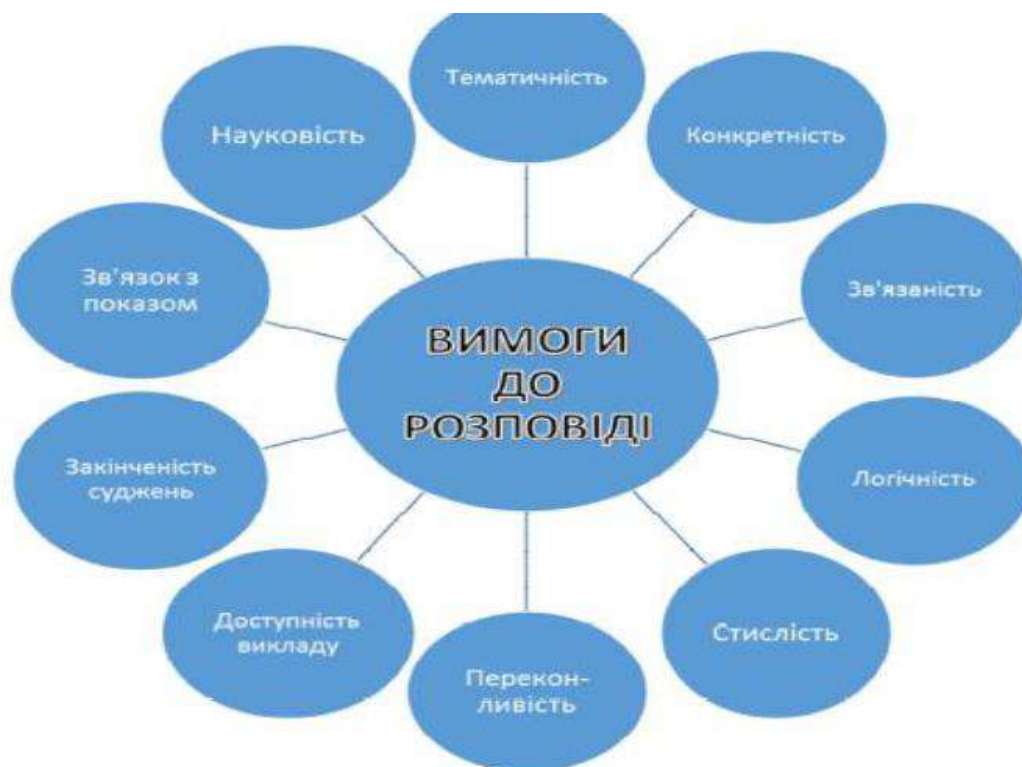 ВИМОГИ
ДО
РОЗПОВІДІ
Тематичність
Конкретність
Зв'язаність
Логічність
Стислість
Перекон-
ливість
Доступність
викладу
Закінченість
суджень
Зв'язок з
показом
Науковість